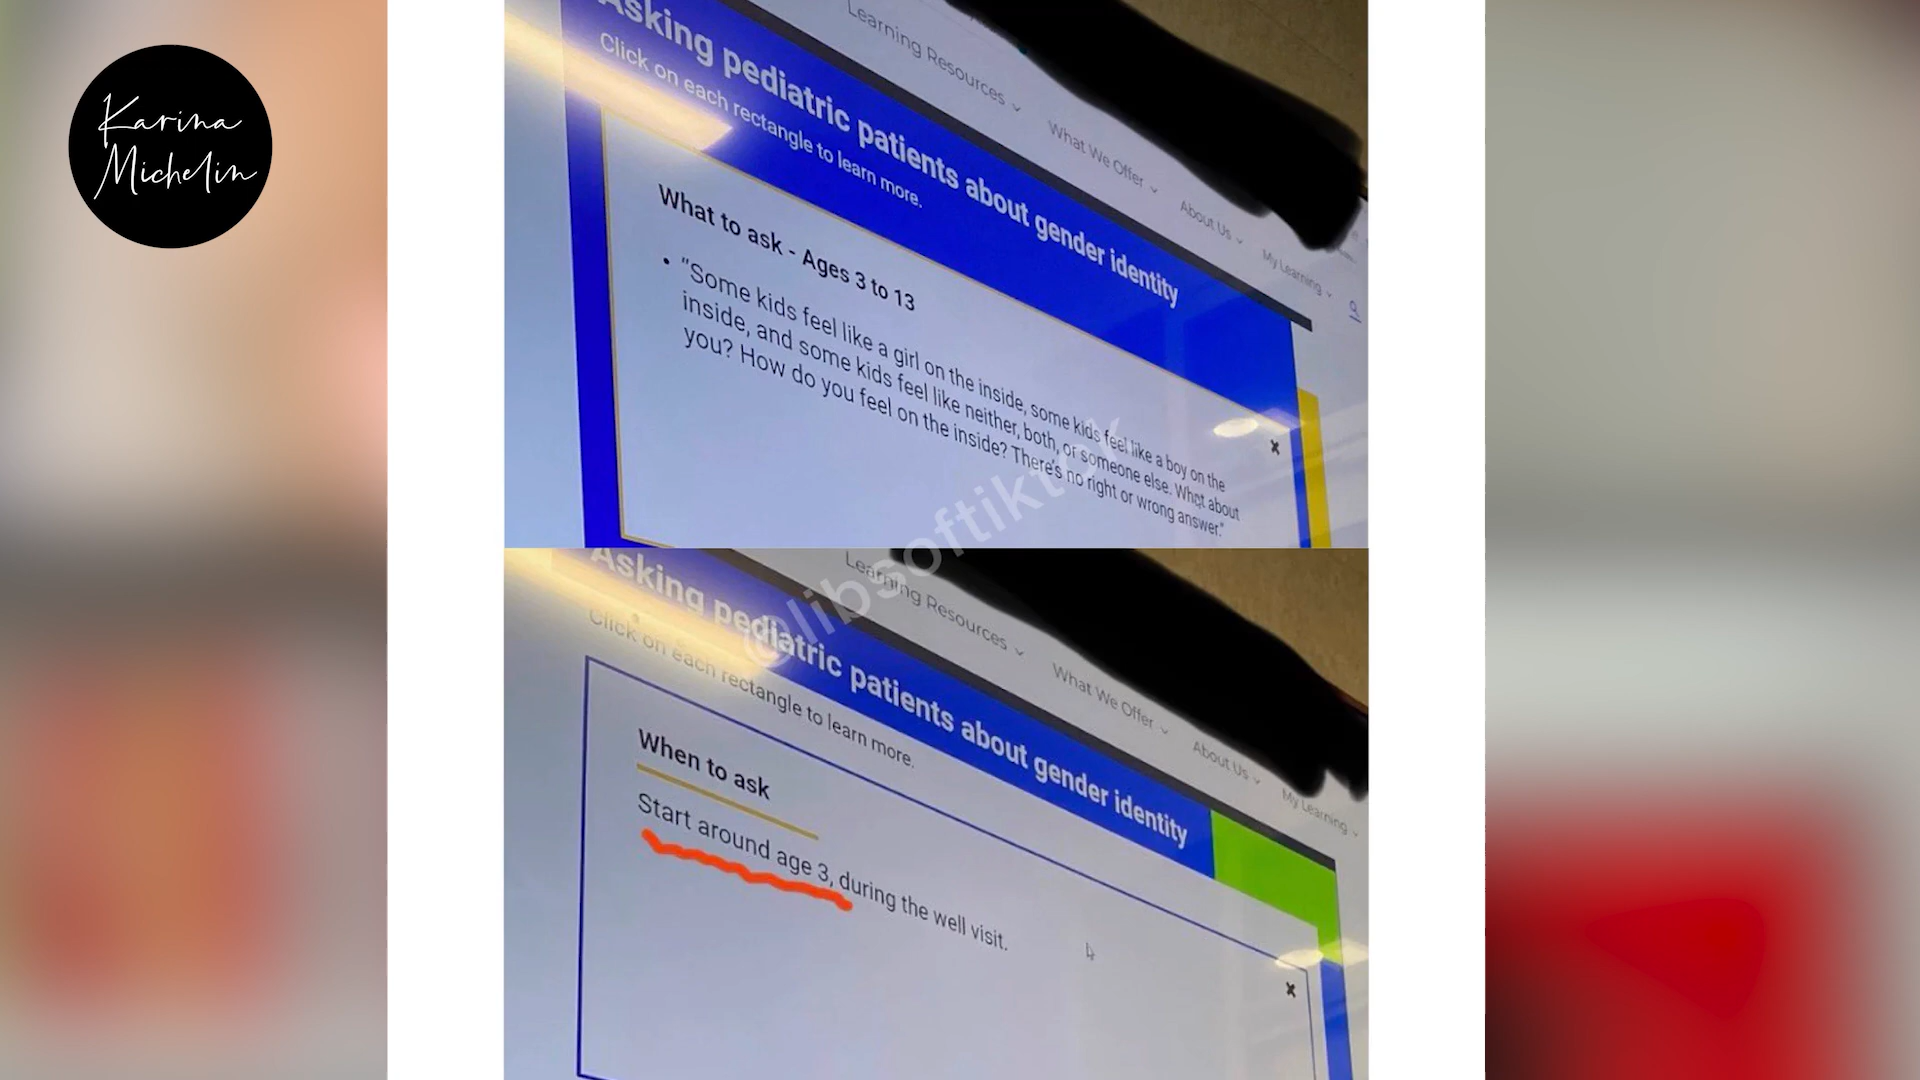 Karina
Michelin
Learning Resources
What We Offer
About Us
My Learning
Asking pediatric patients about gender identity
Click on each rectangle to learn more.
What to ask - Ages 3 to 13
• "Some kids feel like a girl on the inside, some kids feel like a boy on the
inside, and some kids feel like neither, both, or someone else. What about
you? How do you feel on the inside? There's no right or wrong answer."
@libsoftiktok
Learning Resources
What We Offer
About Us
My Learning
Asking pediatric patients about gender identity
Click on each rectangle to learn more.
When to ask
Start around age 3, during the well visit.